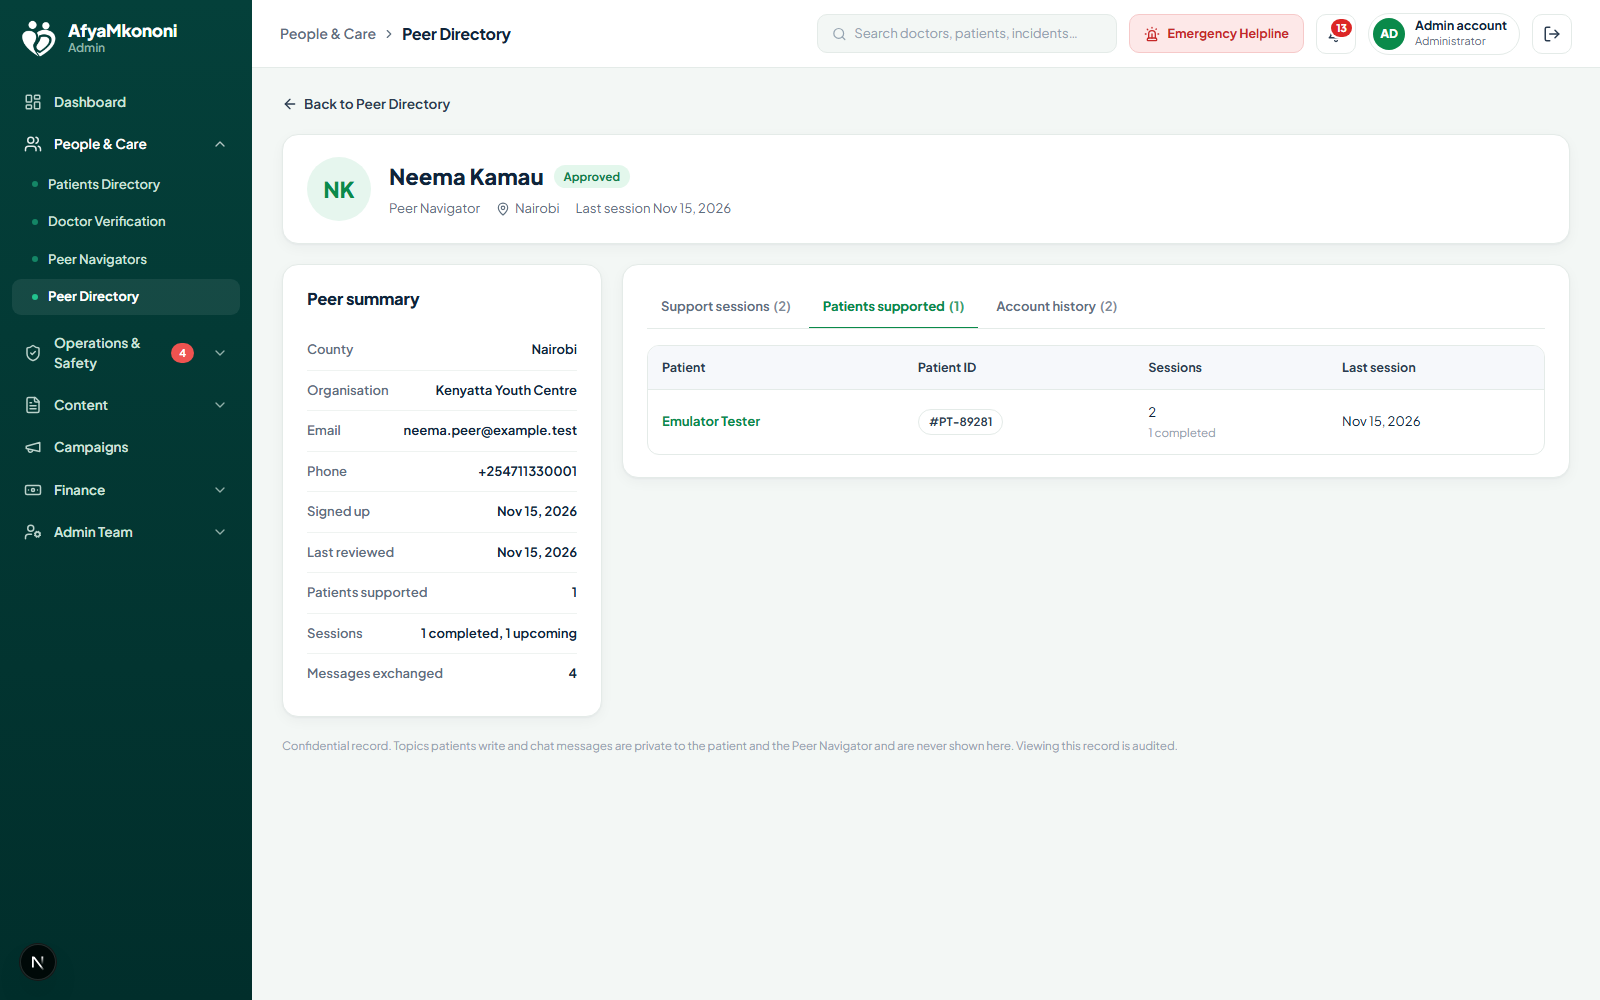 AfyaMkononi
Admin
Dashboard
People & Care
Patients Directory
Doctor Verification
Peer Navigators
Peer Directory
Operations & Safety
4
Content
Campaigns
Finance
Admin Team
N
People & Care > Peer Directory
Search doctors, patients, incidents...
Emergency Helpline
13
AD
Admin account
Administrator
Back to Peer Directory
NK
Neema Kamau
Approved
Peer Navigator
Nairobi
Last session Nov 15, 2026
Peer summary
County Nairobi
Organisation Kenyatta Youth Centre
Email neema.peer@example.test
Phone +254711330001
Signed up Nov 15, 2026
Last reviewed Nov 15, 2026
Patients supported 1
Sessions 1 completed, 1 upcoming
Messages exchanged 4
Support sessions (2) Patients supported (1) Account history (2)
Patient Patient ID Sessions Last session
Emulator Tester #PT-89281 2 Nov 15, 2026
1 completed
Confidential record. Topics patients write and chat messages are private to the patient and the Peer Navigator and are never shown here. Viewing this record is audited.